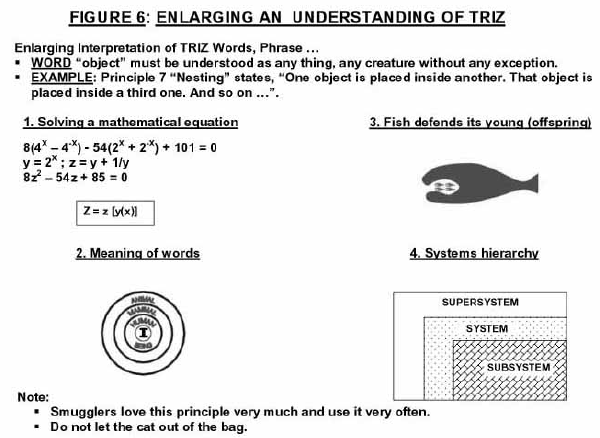 FIGURE 6: ENLARGING AN UNDERSTANDING OF TRIZ
Enlarging Interpretation of TRIZ Words, Phrase ...
▪ WORD “object” must be understood as any thing, any creature without any exception.
▪ EXAMPLE: Principle 7 “Nesting” states, “One object is placed inside another. That object is
placed inside a third one. And so on ...”.
1. Solving a mathematical equation
8(4ˣ – 4⁻ˣ) - 54(2ˣ + 2⁻ˣ) + 101 = 0
y = 2ˣ ; z = y + 1/y
8z² – 54z + 85 = 0
Z = z [y(x)]
3. Fish defends its young (offspring)
2. Meaning of words
ANIMAL
MAMMAL
HUMAN
I
BEING
4. Systems hierarchy
SUPERSYSTEM
SYSTEM
SUBSYSTEM
Note:
▪ Smugglers love this principle very much and use it very often.
▪ Do not let the cat out of the bag.